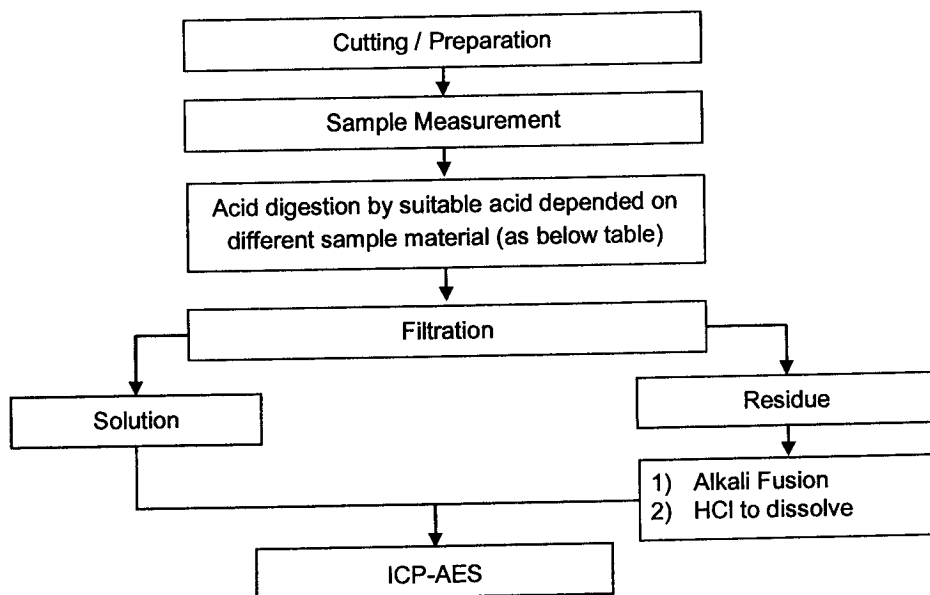 Cutting / Preparation
Sample Measurement
Acid digestion by suitable acid depended on
different sample material (as below table)
Filtration
Solution
Residue
1) Alkali Fusion
2) HCl to dissolve
ICP-AES